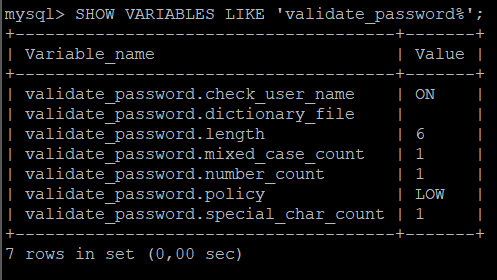 mysql> SHOW VARIABLES LIKE 'validate_password%';
+--------------------------------------+-------+
| Variable_name                        | Value |
+--------------------------------------+-------+
| validate_password.check_user_name    | ON    |
| validate_password.dictionary_file    |       |
| validate_password.length             | 6     |
| validate_password.mixed_case_count   | 1     |
| validate_password.number_count       | 1     |
| validate_password.policy             | LOW   |
| validate_password.special_char_count | 1     |
+--------------------------------------+-------+
7 rows in set (0,00 sec)